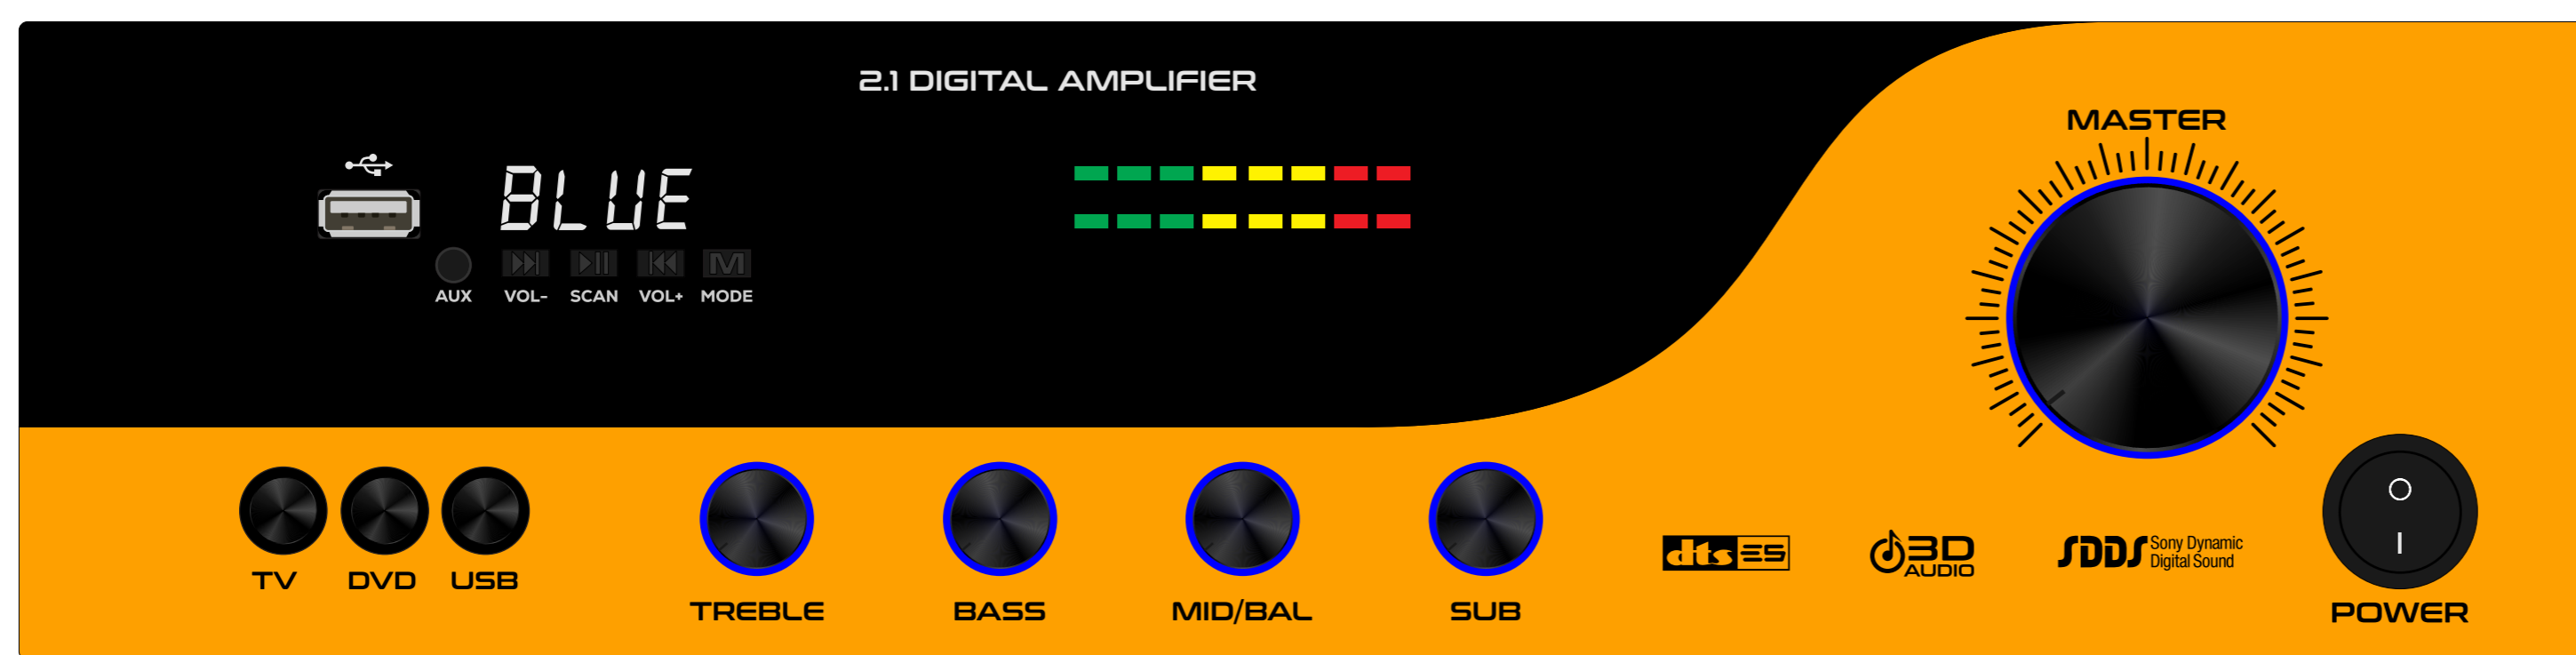 2.1 DIGITAL AMPLIFIER
MASTER
BLUE
M
AUX VOL- SCAN VOL+ MODE
TV DVD USB
TREBLE BASS MID/BAL SUB
dts ES
3D
AUDIO
SDDS Sony Dynamic
Digital Sound
POWER